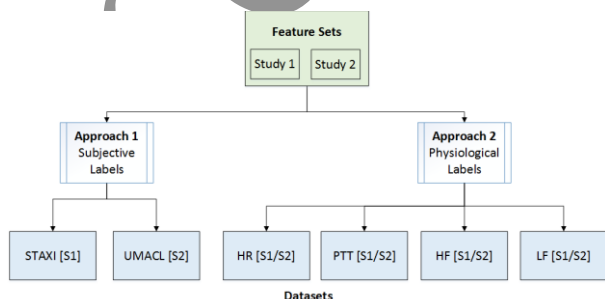 Feature Sets
Study 1 Study 2
Approach 1
Subjective
Labels
Approach 2
Physiological
Labels
STAXI [S1] UMACL [S2] HR [S1/S2] PTT [S1/S2] HF [S1/S2] LF [S1/S2]
Datasets